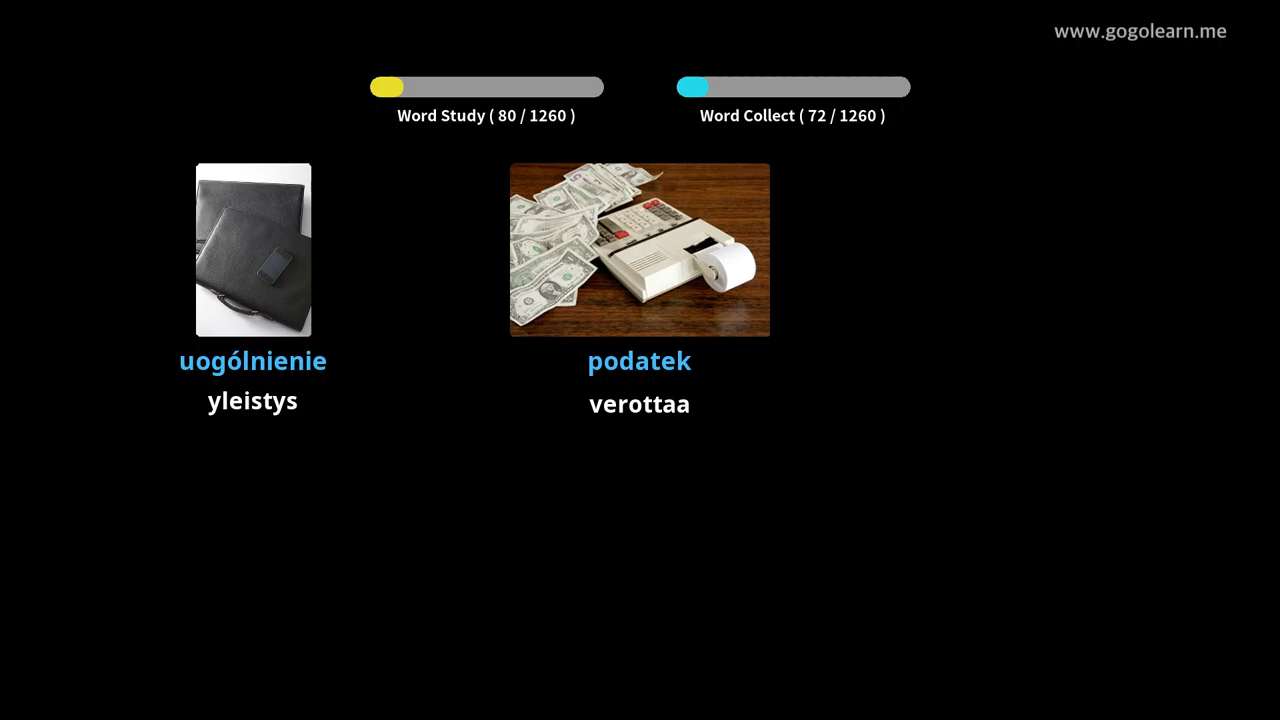 www.gogolearn.me
Word Study ( 80 / 1260 )
Word Collect ( 72 / 1260 )
uogólnienie
yleistys
podatek
verottaa